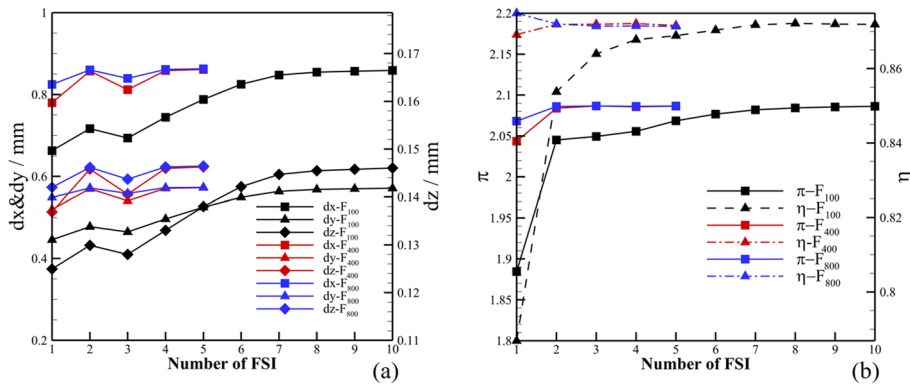 dx&dy / mm
1
0.8
0.6
0.4
0.2
1 2 3 4 5 6 7 8 9 10
Number of FSI
0.17
0.16
0.15
0.14
0.13
0.12
0.11
dz / mm
dx-F100
dy-F100
dz-F100
dx-F400
dy-F400
dz-F400
dx-F800
dy-F800
dz-F800
(a)
π
2.2
2.15
2.1
2.05
2
1.95
1.9
1.85
1.8
1 2 3 4 5 6 7 8 9 10
Number of FSI
0.86
0.84
0.82
0.8
η
π–F100
η–F100
π–F400
η-F400
π–F800
η–F800
(b)